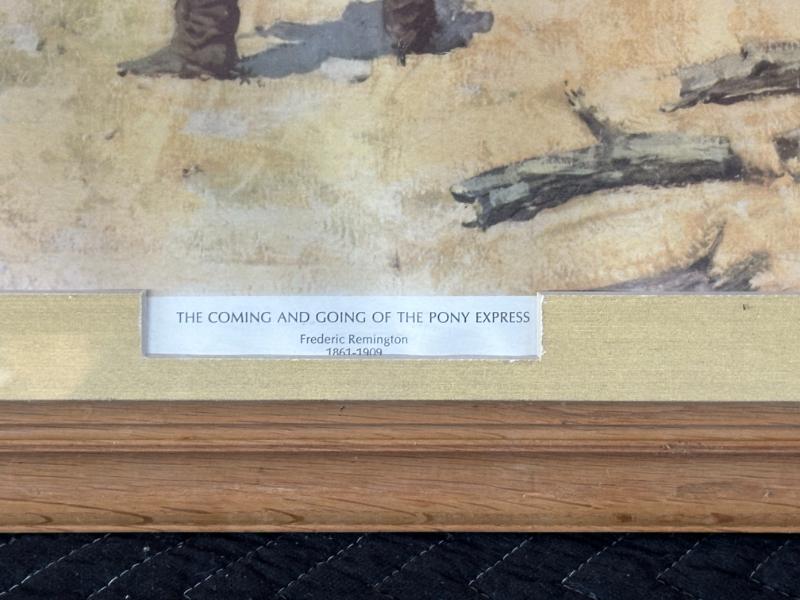 THE COMING AND GOING OF THE PONY EXPRESS
Frederic Remington
1861-1909